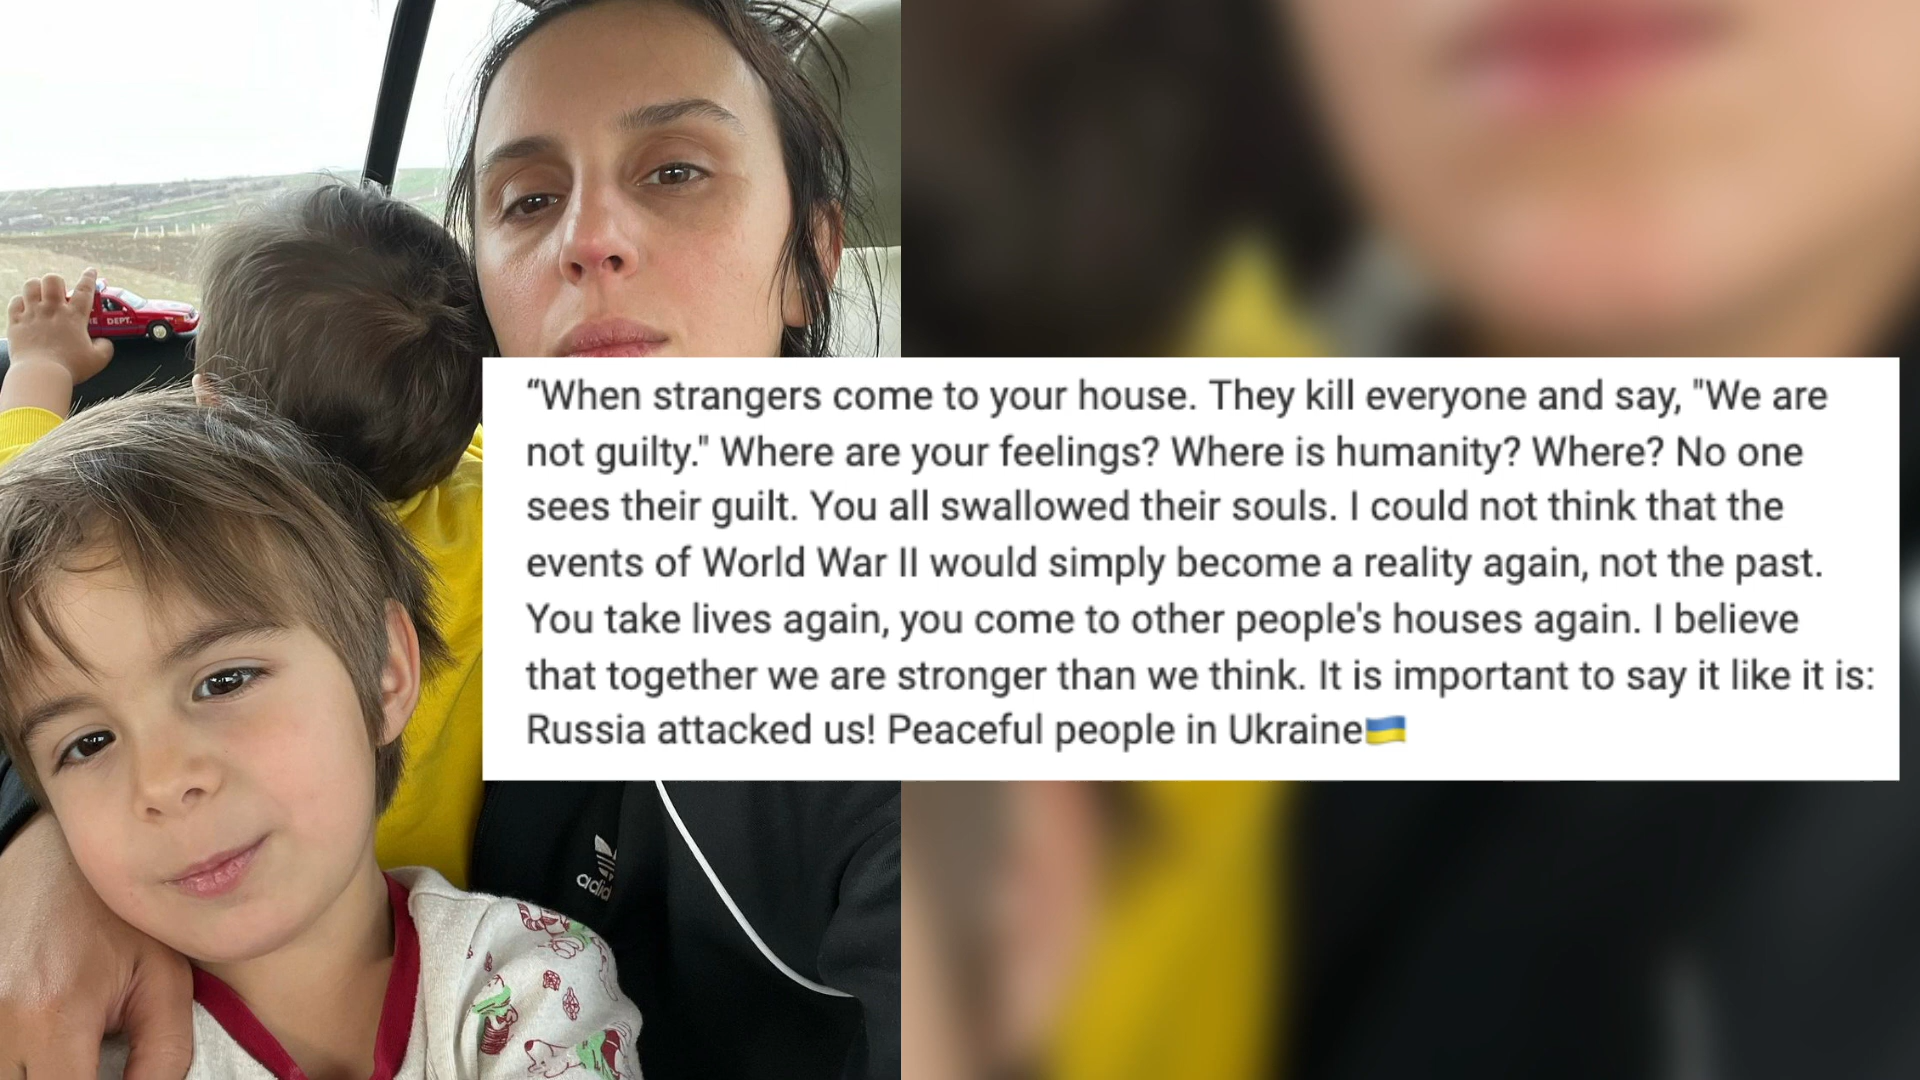 “When strangers come to your house. They kill everyone and say, "We are
not guilty." Where are your feelings? Where is humanity? Where? No one
sees their guilt. You all swallowed their souls. I could not think that the
events of World War II would simply become a reality again, not the past.
You take lives again, you come to other people's houses again. I believe
that together we are stronger than we think. It is important to say it like it is:
Russia attacked us! Peaceful people in Ukraine🇺🇦
DEPT.